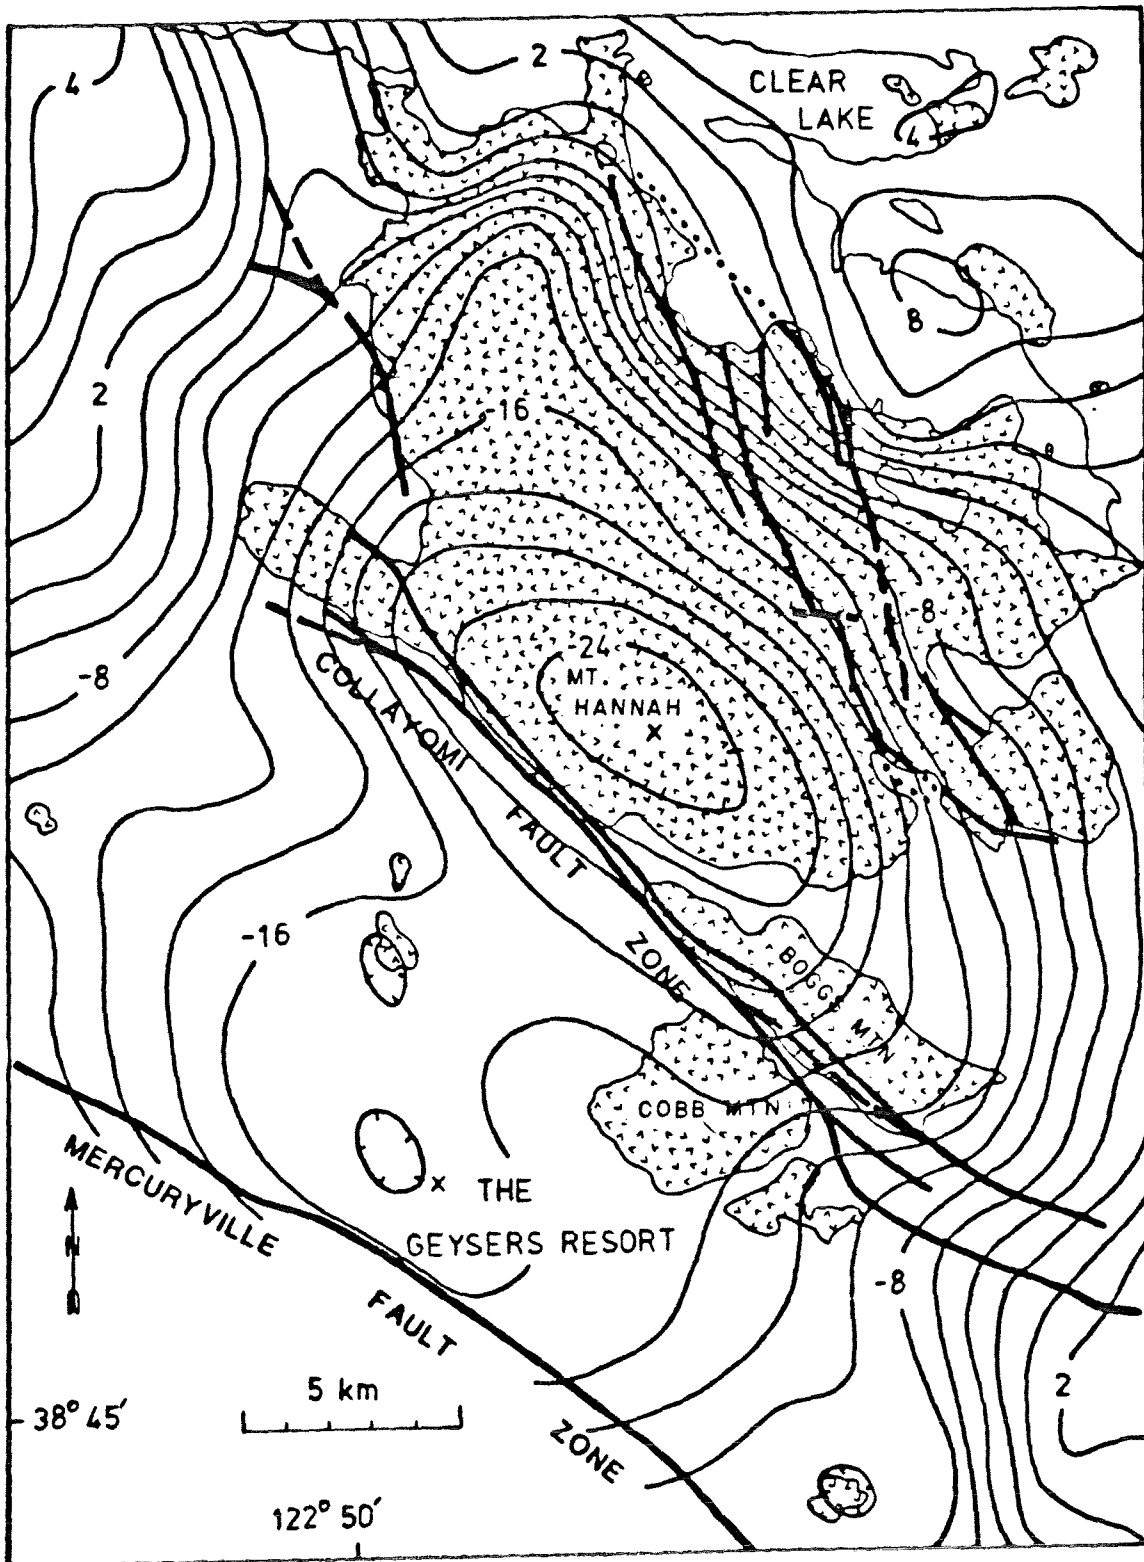 4
2
CLEAR
LAKE
4
8
2
-16
-8
-24
MT.
HANNAH
X
-8
COLLAYOMI FAULT ZONE
-16
BOGGS MTN
COBB MTN
x THE
GEYSERS RESORT
MERCURYVILLE FAULT ZONE
N
-8
2
5 km
38° 45′
122° 50′